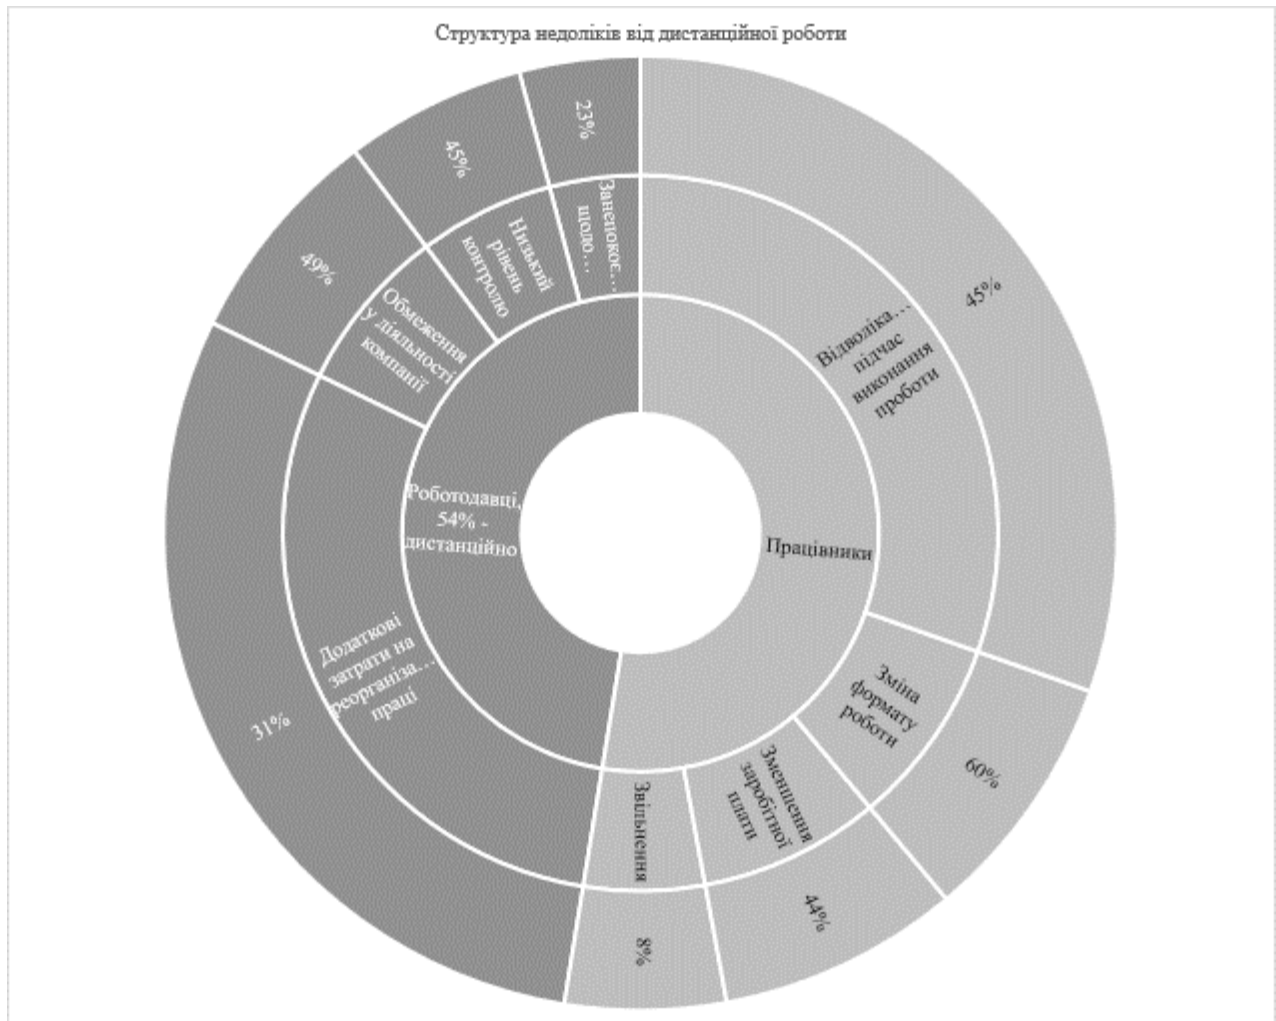 Структура недоліків від дистанційної роботи
45%
60%
44%
8%
31%
49%
45%
23%
Відволіка…
підчас
виконання
проботи
Зміна
формату
роботи
Зменшення
заробітної
плати
Звільнення
Додаткові
затрати на
реорганіза…
праці
Обмеження
у діяльності
компанії
Низький
рівень
контролю
Занепокоє…
щодо…
Працівники
Роботодавці,
54% -
дистанційно